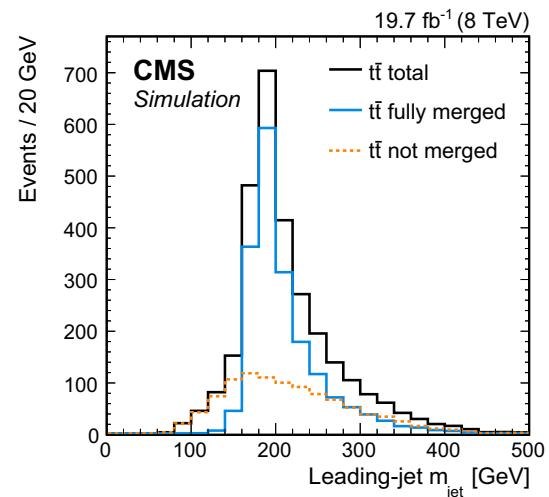 19.7 fb⁻¹ (8 TeV)
CMS
Simulation
tt̄ total
tt̄ fully merged
tt̄ not merged
Events / 20 GeV
700
600
500
400
300
200
100
0
0 100 200 300 400 500
Leading-jet m_jet [GeV]